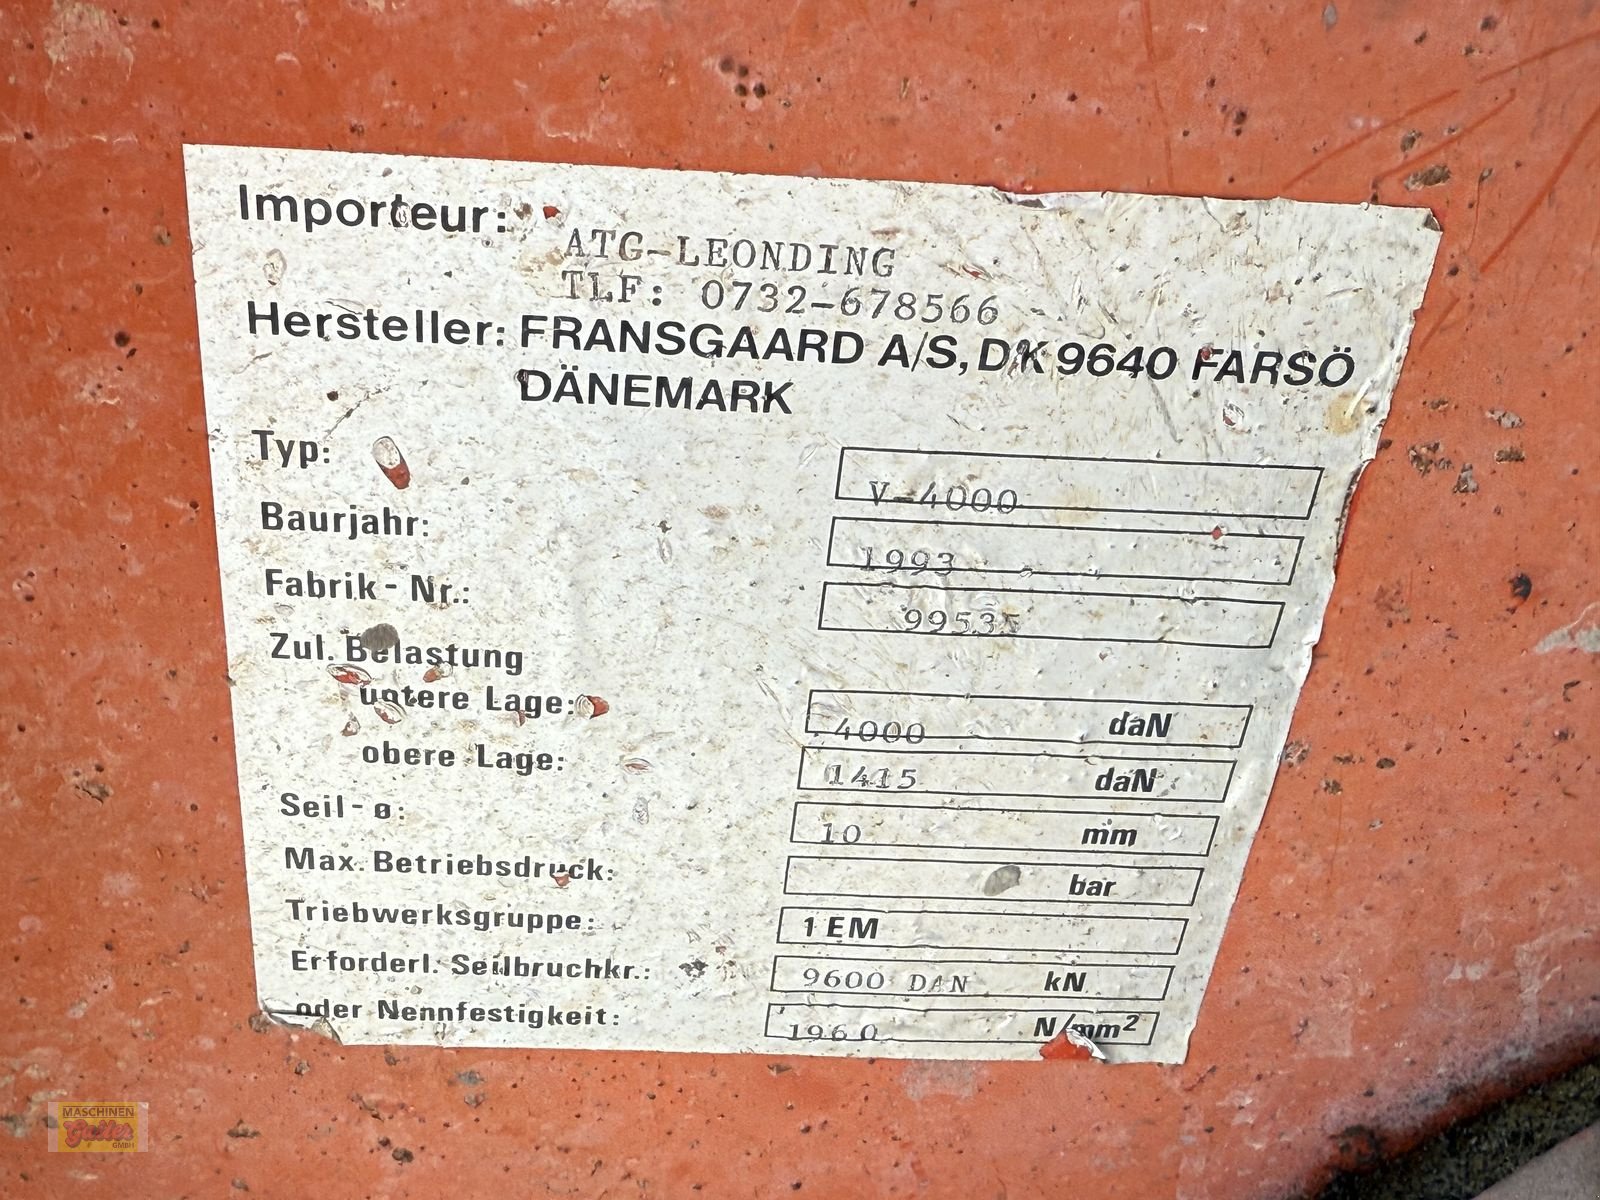 Importeur:
ATG-LEONDING
TLF: 0732-678566
Hersteller: FRANSGAARD A/S, DK 9640 FARSÖ
DÄNEMARK
Typ: V-4000
Baurjahr: 1993
Fabrik-Nr.: 99535
Zul. Belastung
untere Lage: 4000 daN
obere Lage: 1415 daN
Seil-ø: 10 mm
Max. Betriebsdruck: bar
Triebwerksgruppe: 1 EM
Erforderl. Seilbruchkr.: 9600 DAN kN
oder Nennfestigkeit: 1960 N/mm²
MASCHINEN
Gailer
GMBH